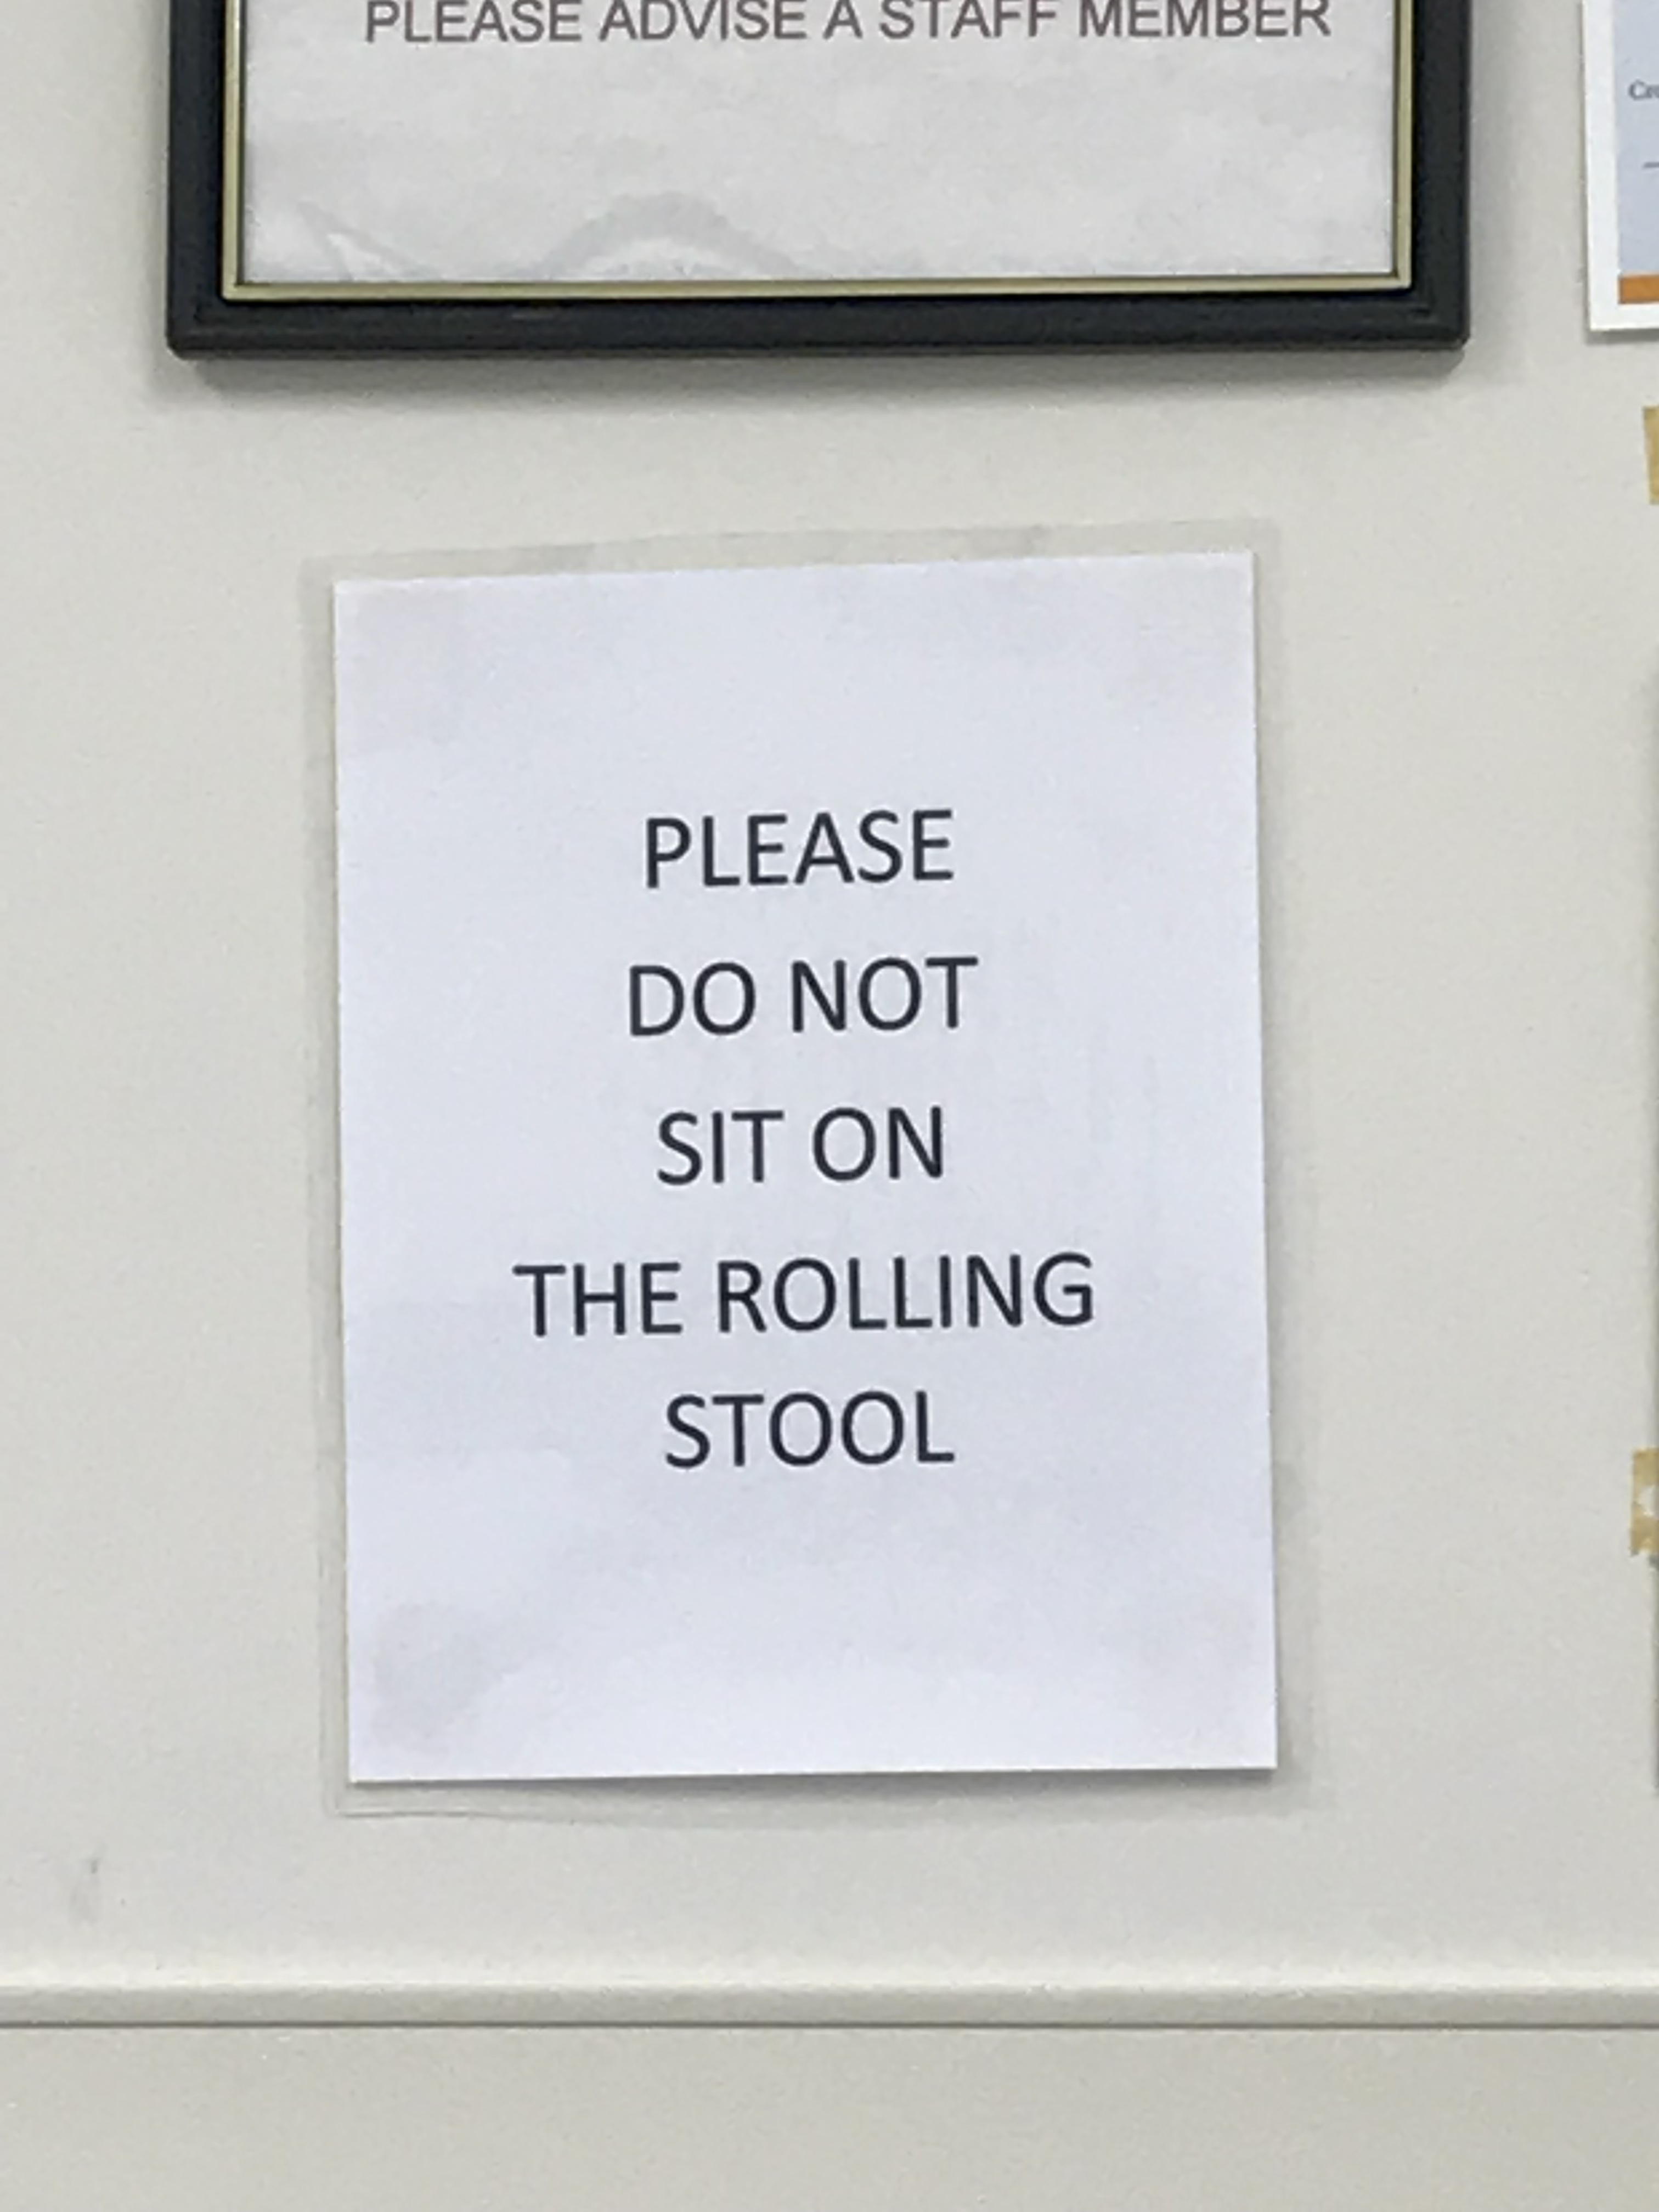 PLEASE ADVISE A STAFF MEMBER
PLEASE
DO NOT
SIT ON
THE ROLLING
STOOL